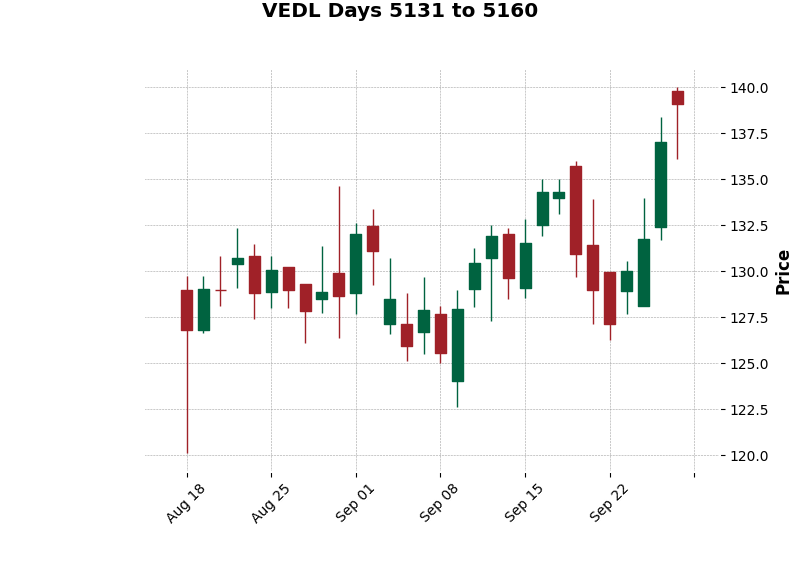 VEDL Days 5131 to 5160
140.0
137.5
135.0
132.5
130.0
127.5
125.0
122.5
120.0
Price
Aug 18
Aug 25
Sep 01
Sep 08
Sep 15
Sep 22